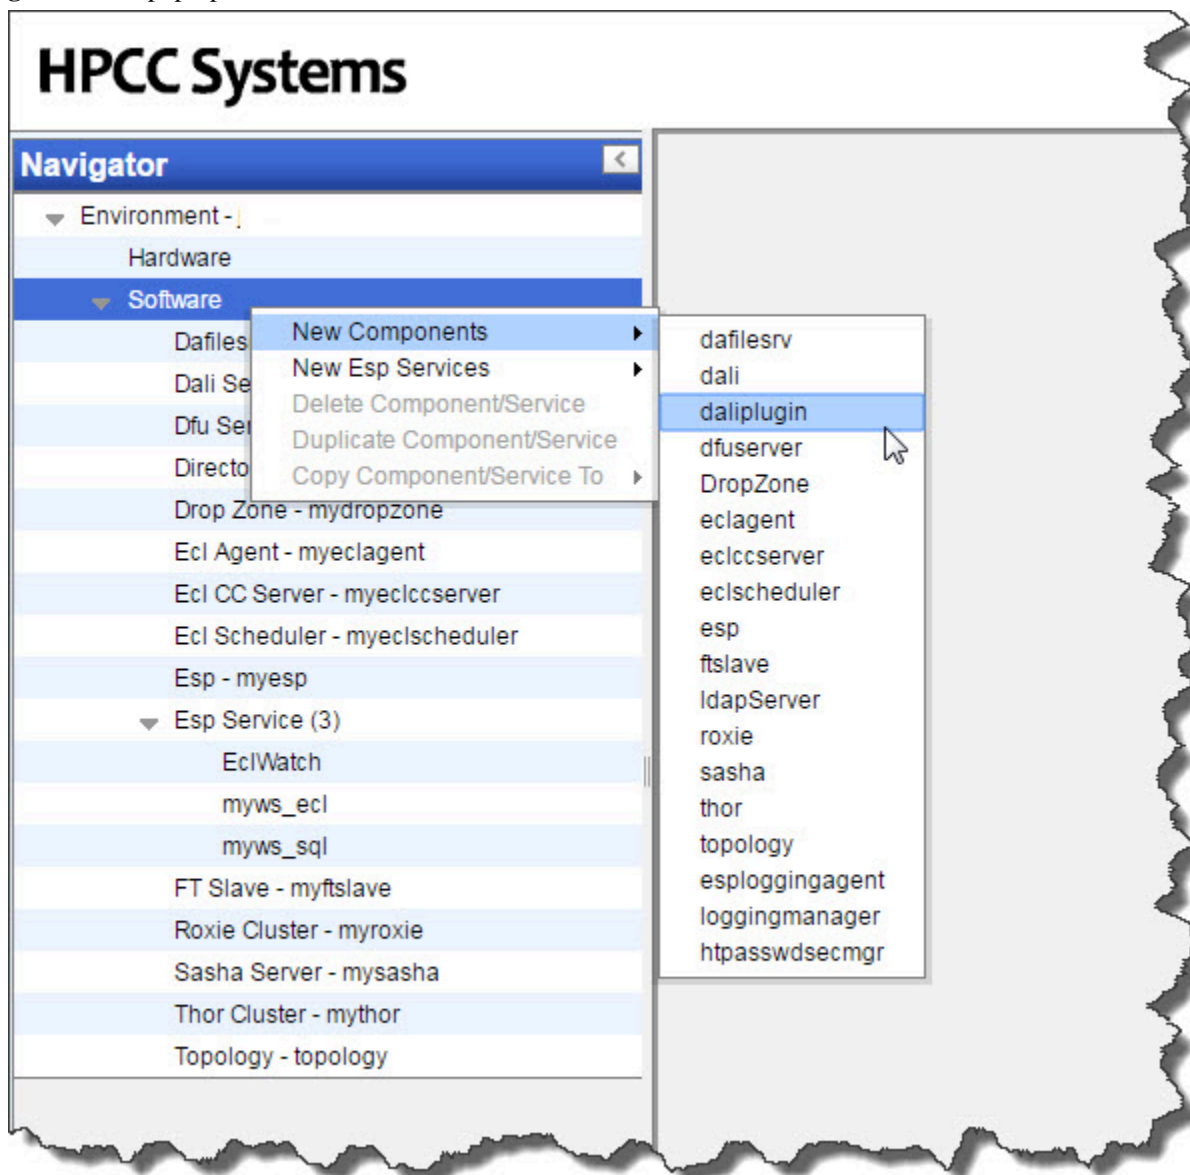 HPCC Systems
Navigator
Environment -
Hardware
Software
Dafiles
Dali Se
Dfu Ser
Directo
Drop Zone - mydropzone
Ecl Agent - myeclagent
Ecl CC Server - myeclccserver
Ecl Scheduler - myeclscheduler
Esp - myesp
Esp Service (3)
EclWatch
myws_ecl
myws_sql
FT Slave - myftslave
Roxie Cluster - myroxie
Sasha Server - mysasha
Thor Cluster - mythor
Topology - topology
New Components
New Esp Services
Delete Component/Service
Duplicate Component/Service
Copy Component/Service To
dafilesrv
dali
daliplugin
dfuserver
DropZone
eclagent
eclccserver
eclscheduler
esp
ftslave
ldapServer
roxie
sasha
thor
topology
esploggingagent
loggingmanager
htpasswdsecmgr